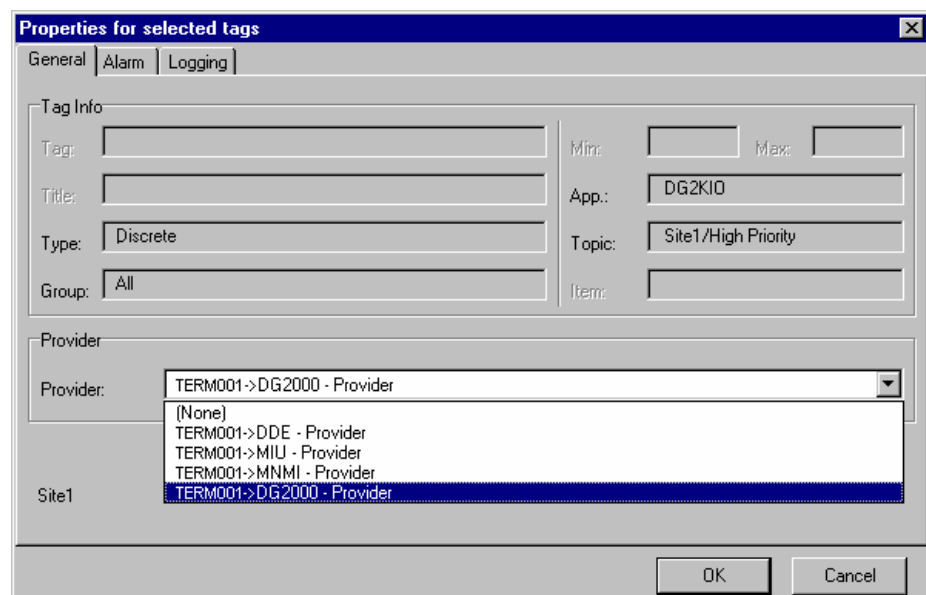 Properties for selected tags
General Alarm Logging
Tag Info
Tag:
Title:
Type: Discrete
Group: All
Min: Max:
App.: DG2KIO
Topic: Site1/High Priority
Item:
Provider
Provider: TERM001->DG2000 - Provider
(None)
TERM001->DDE - Provider
TERM001->MIU - Provider
TERM001->MNMI - Provider
TERM001->DG2000 - Provider
Site1
OK Cancel